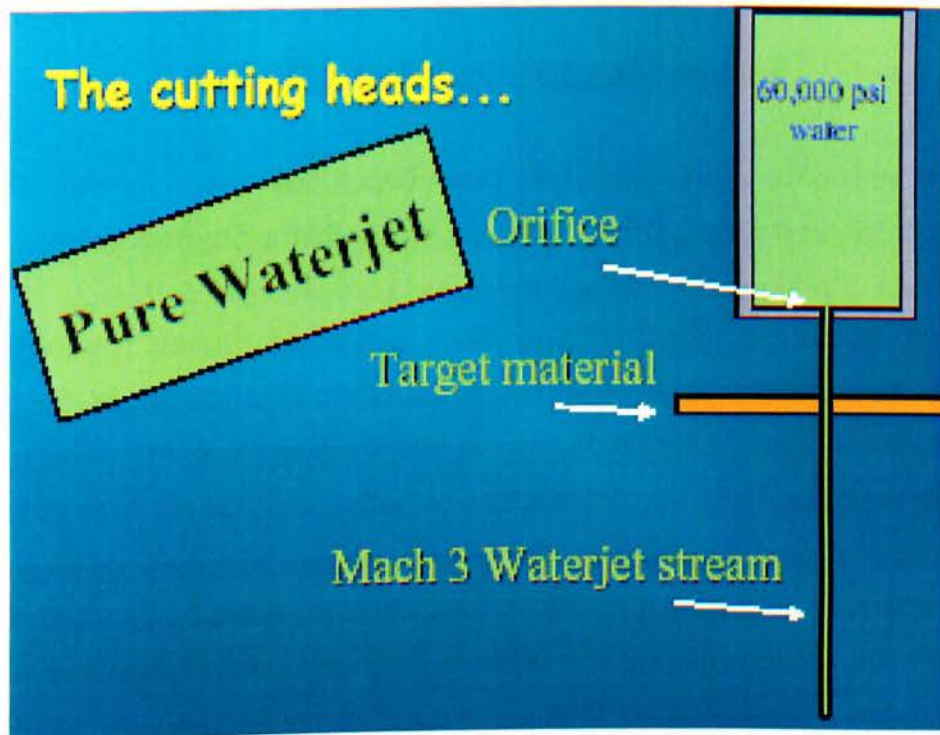 The cutting heads...
60,000 psi
water
Pure Waterjet
Orifice
Target material
Mach 3 Waterjet stream